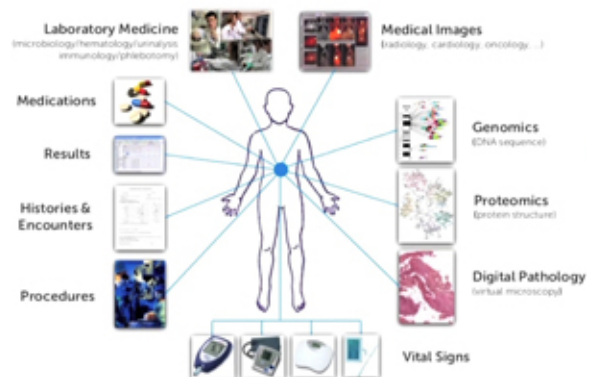 Laboratory Medicine
(microbiology/hematology/urinalysis
immunology/phlebotomy)
Medical Images
(radiology, cardiology, oncology, ...)
Medications
Results
Histories &
Encounters
Procedures
Genomics
(DNA sequence)
Proteomics
(protein structure)
Digital Pathology
(virtual microscopy)
Vital Signs